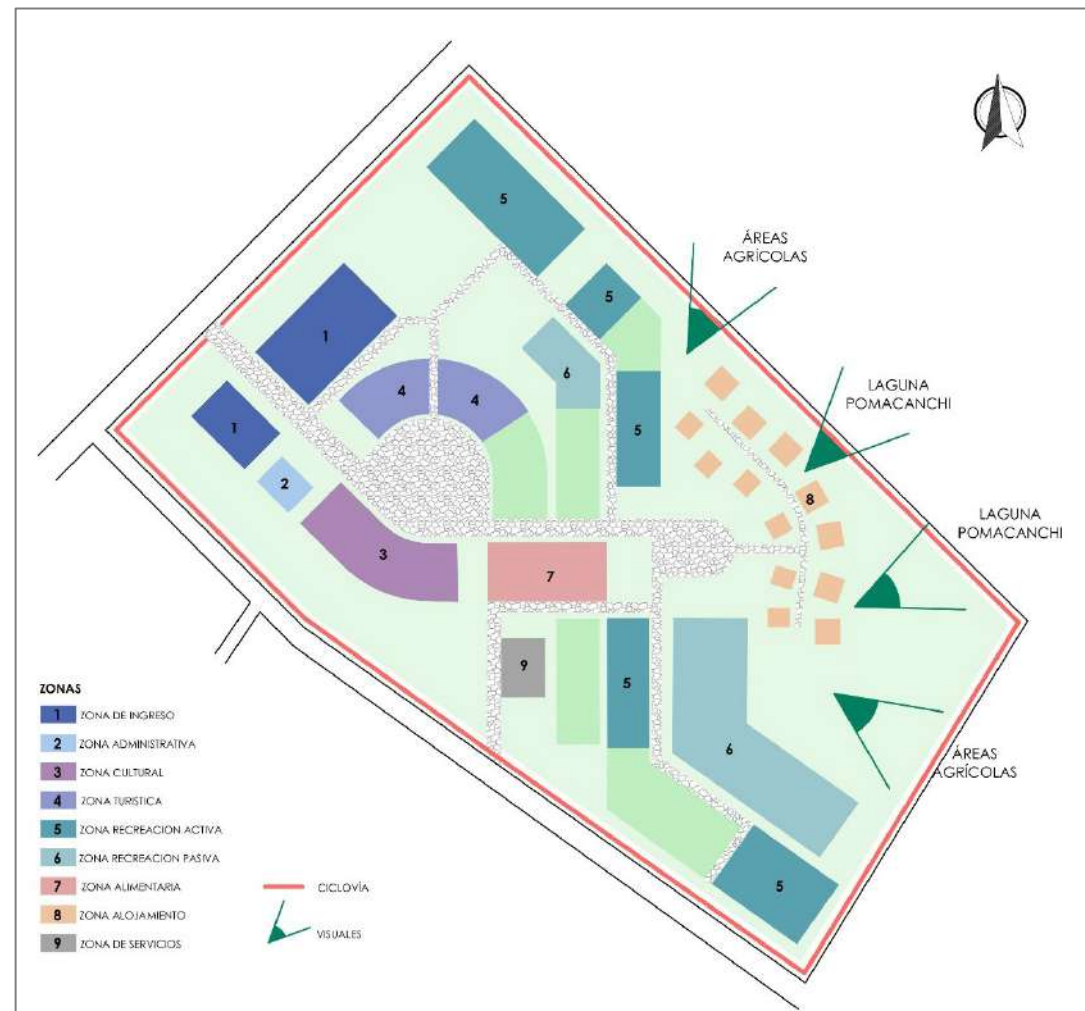 5
ÁREAS
AGRÍCOLAS
5
1
6
LAGUNA
POMACANCHI
4
4
1
5
2
8
LAGUNA
POMACANCHI
3
7
9
5
6
ÁREAS
AGRÍCOLAS
5
ZONAS
1 ZONA DE INGRESO
2 ZONA ADMINISTRATIVA
3 ZONA CULTURAL
4 ZONA TURISTICA
5 ZONA RECREACION ACTIVA
6 ZONA RECREACION PASIVA
7 ZONA ALIMENTARIA
8 ZONA ALOJAMIENTO
9 ZONA DE SERVICIOS
CICLOVÍA
VISUALES